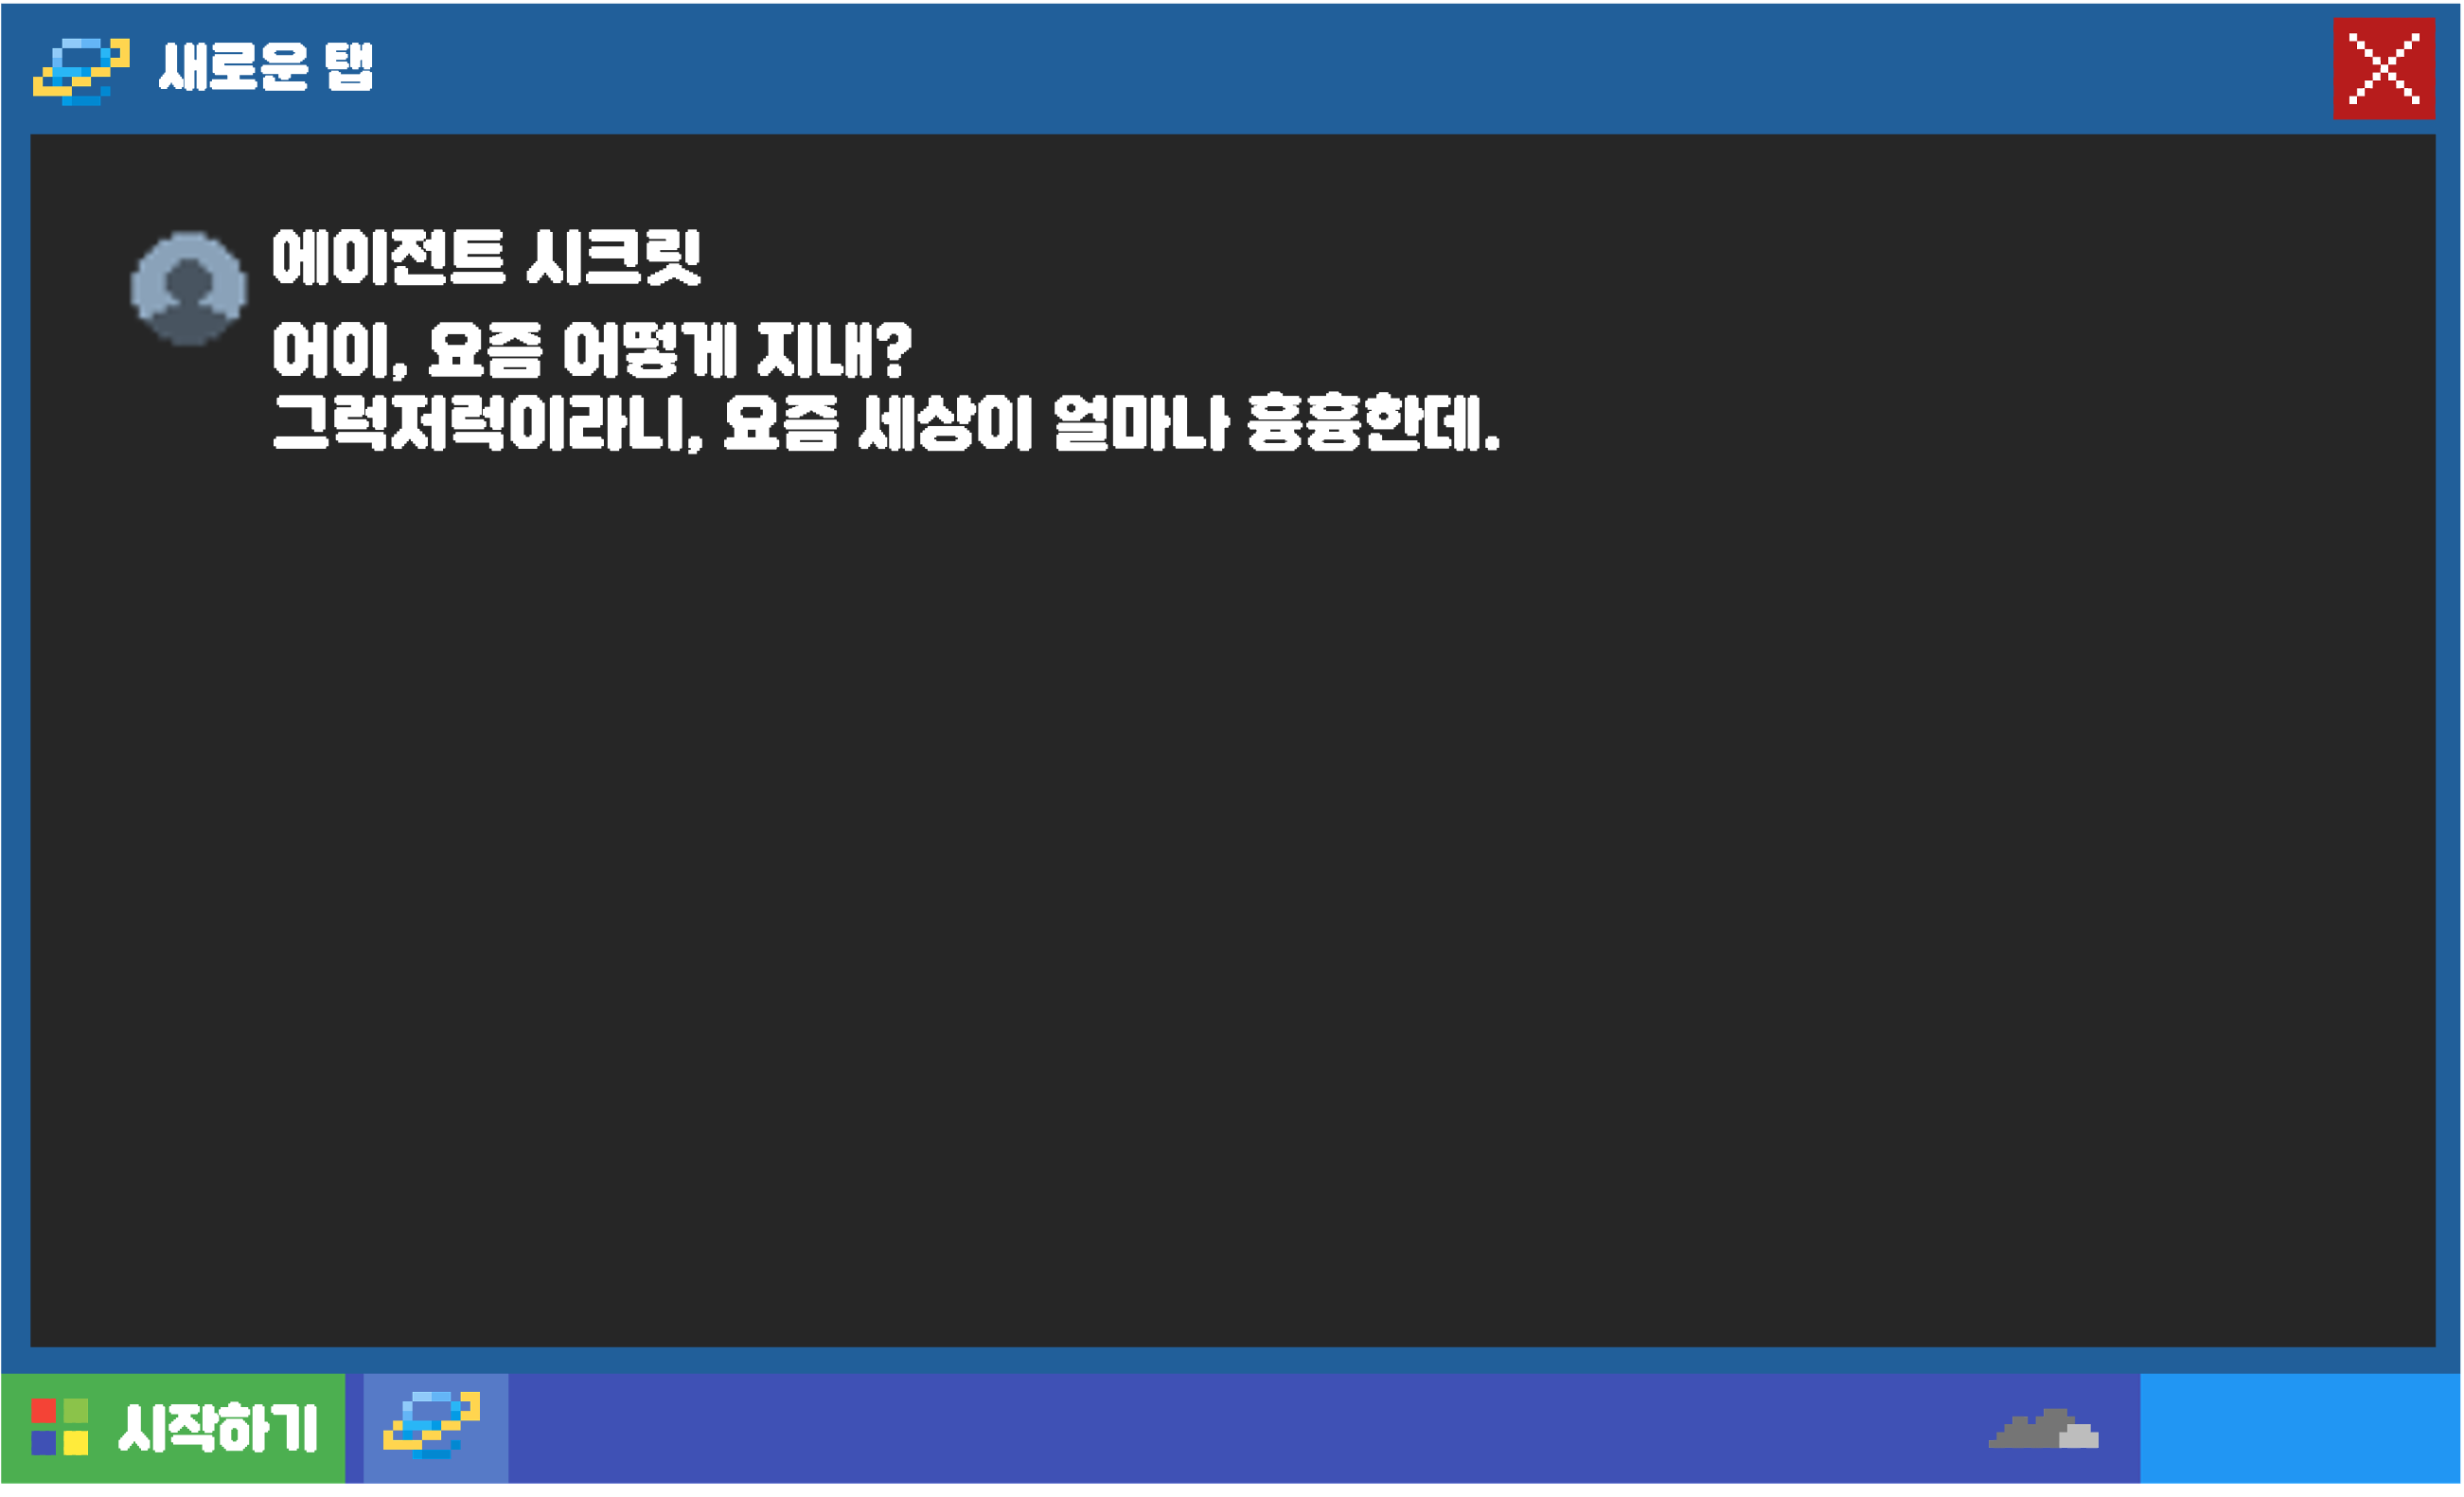 새로운 탭
에이전트 시크릿
어이, 요즘 어떻게 지내?
그럭저럭이라니, 요즘 세상이 얼마나 흉흉한데.
시작하기